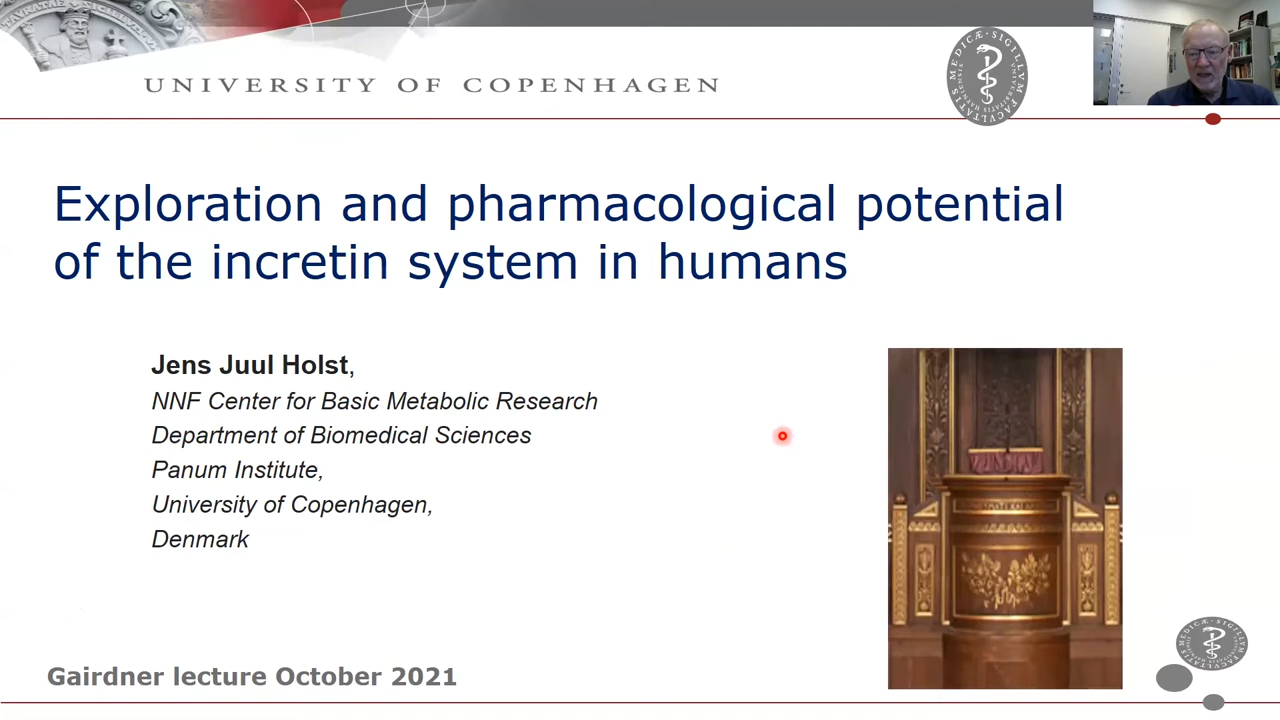 UNIVERSITY OF COPENHAGEN
Exploration and pharmacological potential
of the incretin system in humans
Jens Juul Holst,
NNF Center for Basic Metabolic Research
Department of Biomedical Sciences
Panum Institute,
University of Copenhagen,
Denmark
Gairdner lecture October 2021